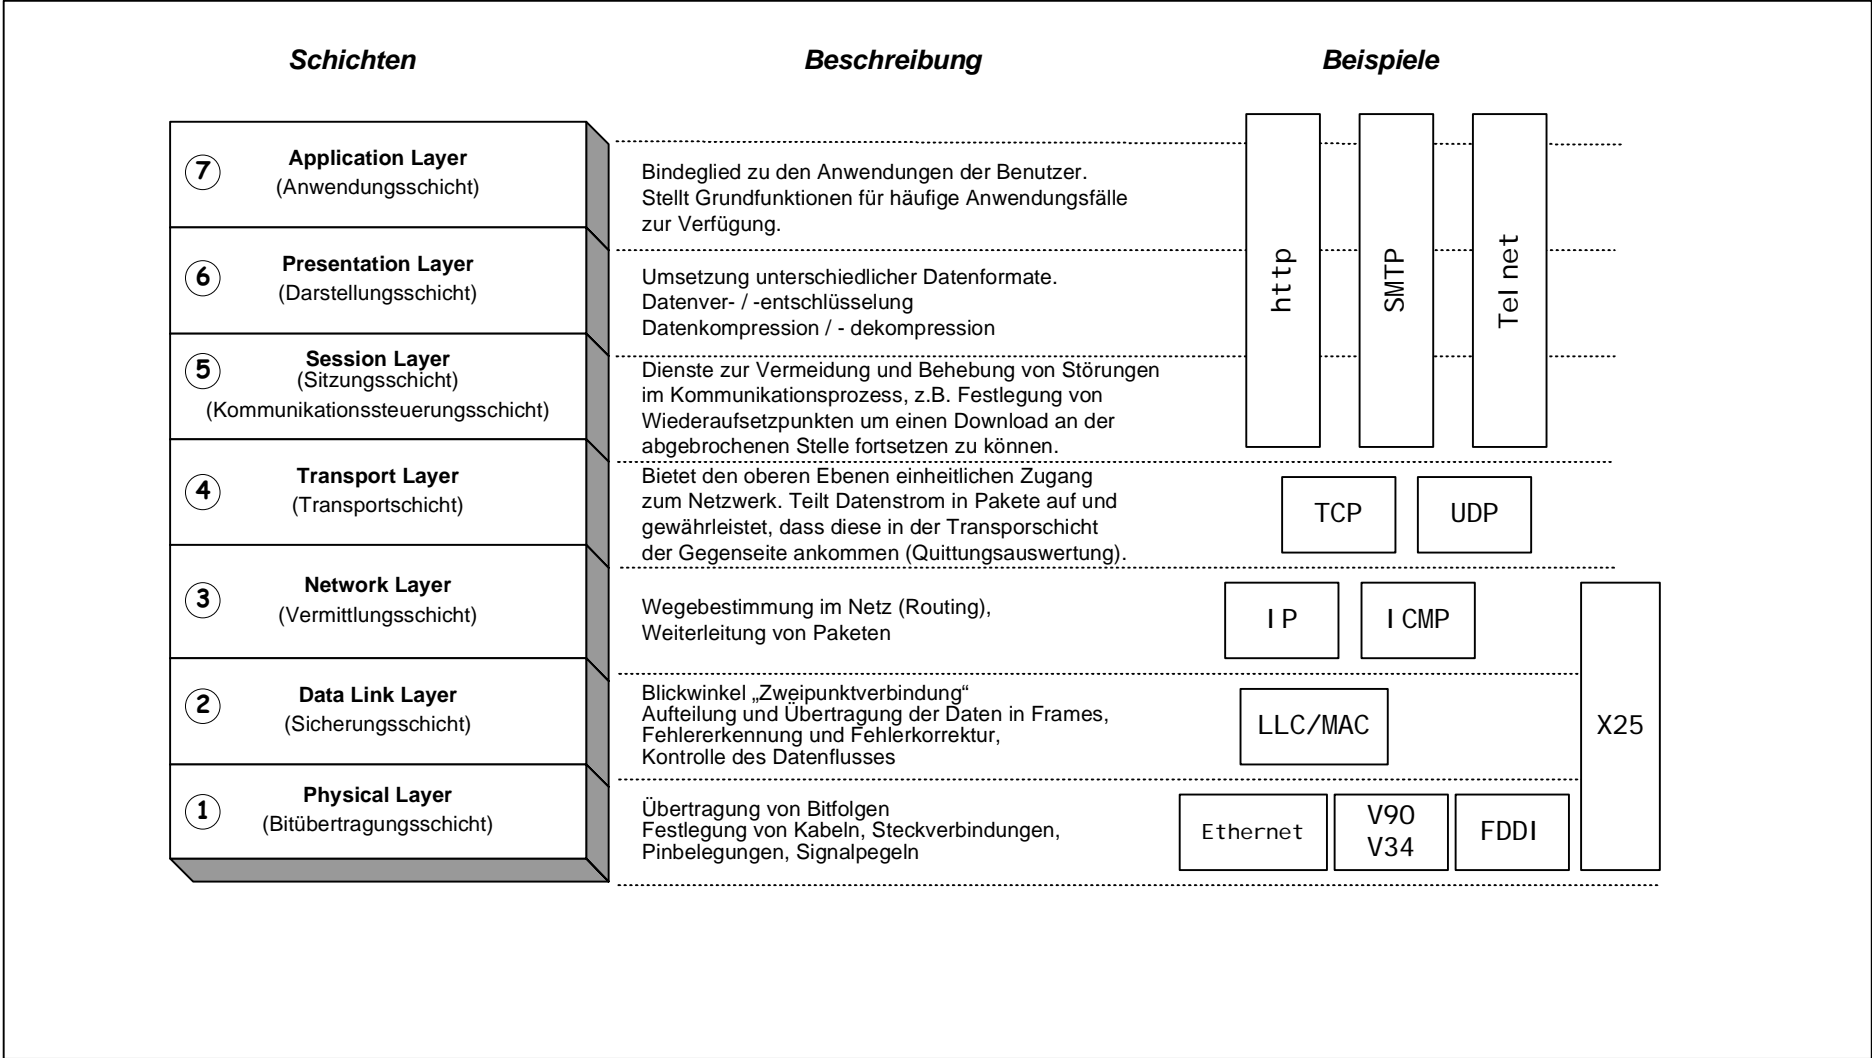 Schichten
Beschreibung
Beispiele
7
Application Layer
(Anwendungsschicht)
Bindeglied zu den Anwendungen der Benutzer.
Stellt Grundfunktionen für häufige Anwendungsfälle
zur Verfügung.
http
SMTP
Telnet
6
Presentation Layer
(Darstellungsschicht)
Umsetzung unterschiedlicher Datenformate.
Datenver- / -entschlüsselung
Datenkompression / - dekompression
5
Session Layer
(Sitzungsschicht)
(Kommunikationssteuerungsschicht)
Dienste zur Vermeidung und Behebung von Störungen
im Kommunikationsprozess, z.B. Festlegung von
Wiederaufsetzpunkten um einen Download an der
abgebrochenen Stelle fortsetzen zu können.
4
Transport Layer
(Transportschicht)
Bietet den oberen Ebenen einheitlichen Zugang
zum Netzwerk. Teilt Datenstrom in Pakete auf und
gewährleistet, dass diese in der Transporschicht
der Gegenseite ankommen (Quittungsauswertung).
TCP
UDP
3
Network Layer
(Vermittlungsschicht)
Wegebestimmung im Netz (Routing),
Weiterleitung von Paketen
IP
ICMP
X25
2
Data Link Layer
(Sicherungsschicht)
Blickwinkel „Zweipunktverbindung“
Aufteilung und Übertragung der Daten in Frames,
Fehlererkennung und Fehlerkorrektur,
Kontrolle des Datenflusses
LLC/MAC
1
Physical Layer
(Bitübertragungsschicht)
Übertragung von Bitfolgen
Festlegung von Kabeln, Steckverbindungen,
Pinbelegungen, Signalpegeln
Ethernet
V90
V34
FDDI